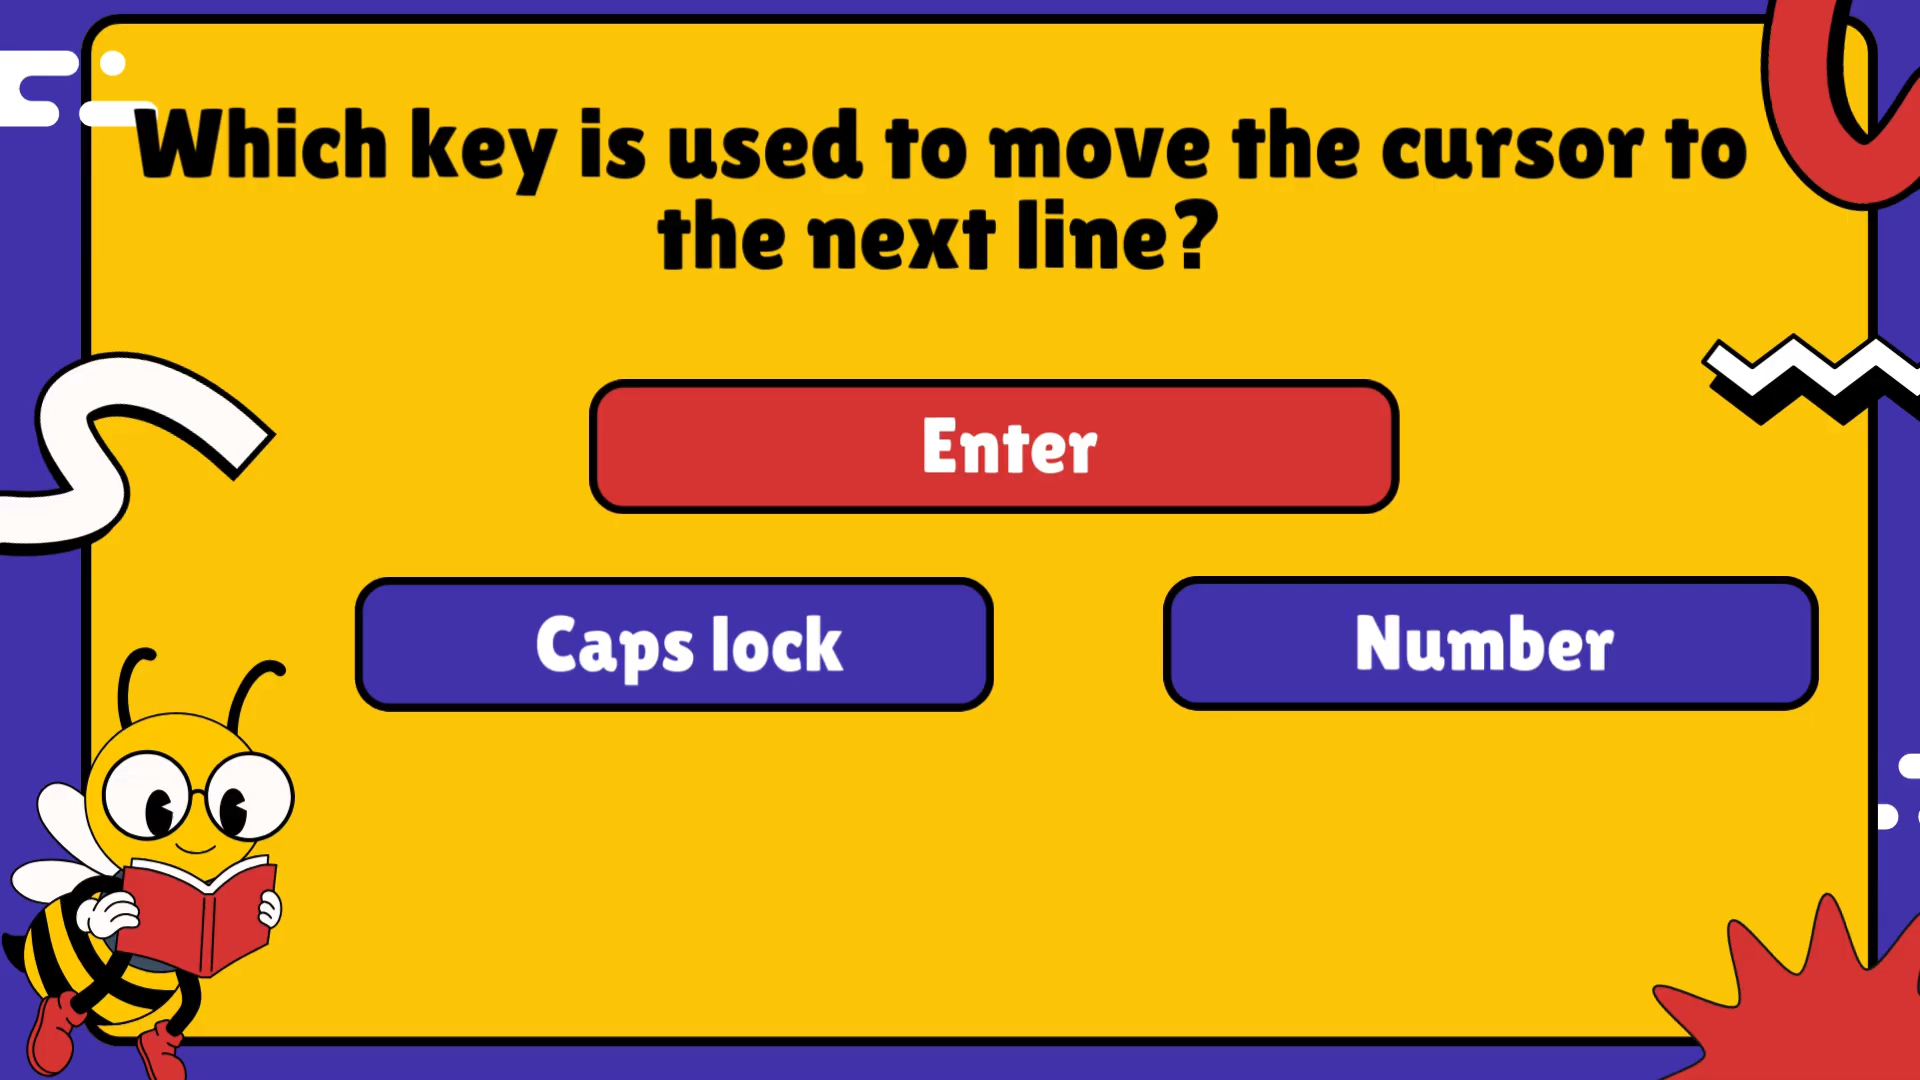 Which key is used to move the cursor to
the next line?
Enter
Caps lock
Number